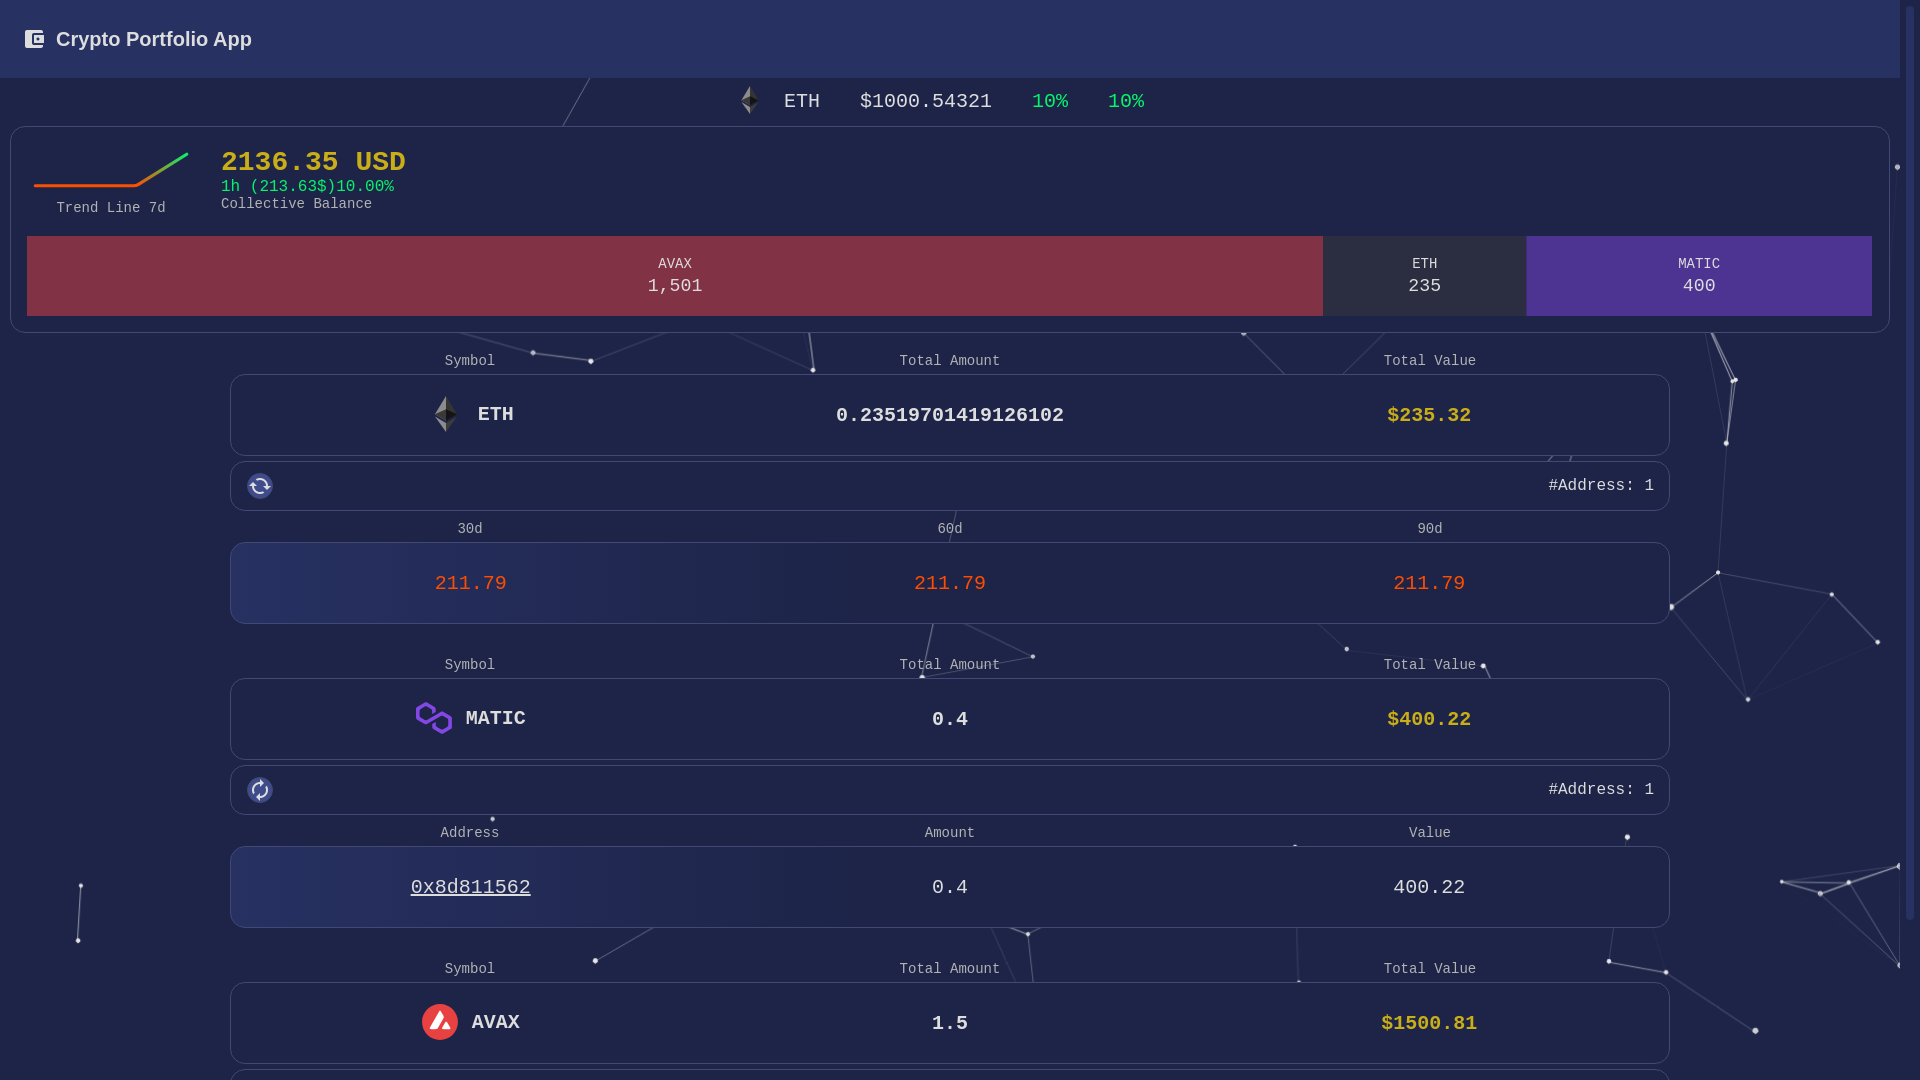 Crypto Portfolio App
ETH $1000.54321 10% 10%
2136.35 USD
1h (213.63$)10.00%
Collective Balance
Trend Line 7d
AVAX
1,501
ETH
235
MATIC
400
Symbol Total Amount Total Value
ETH 0.23519701419126102 $235.32
#Address: 1
30d 60d 90d
211.79 211.79 211.79
Symbol Total Amount Total Value
MATIC 0.4 $400.22
#Address: 1
Address Amount Value
0x8d811562 0.4 400.22
Symbol Total Amount Total Value
AVAX 1.5 $1500.81